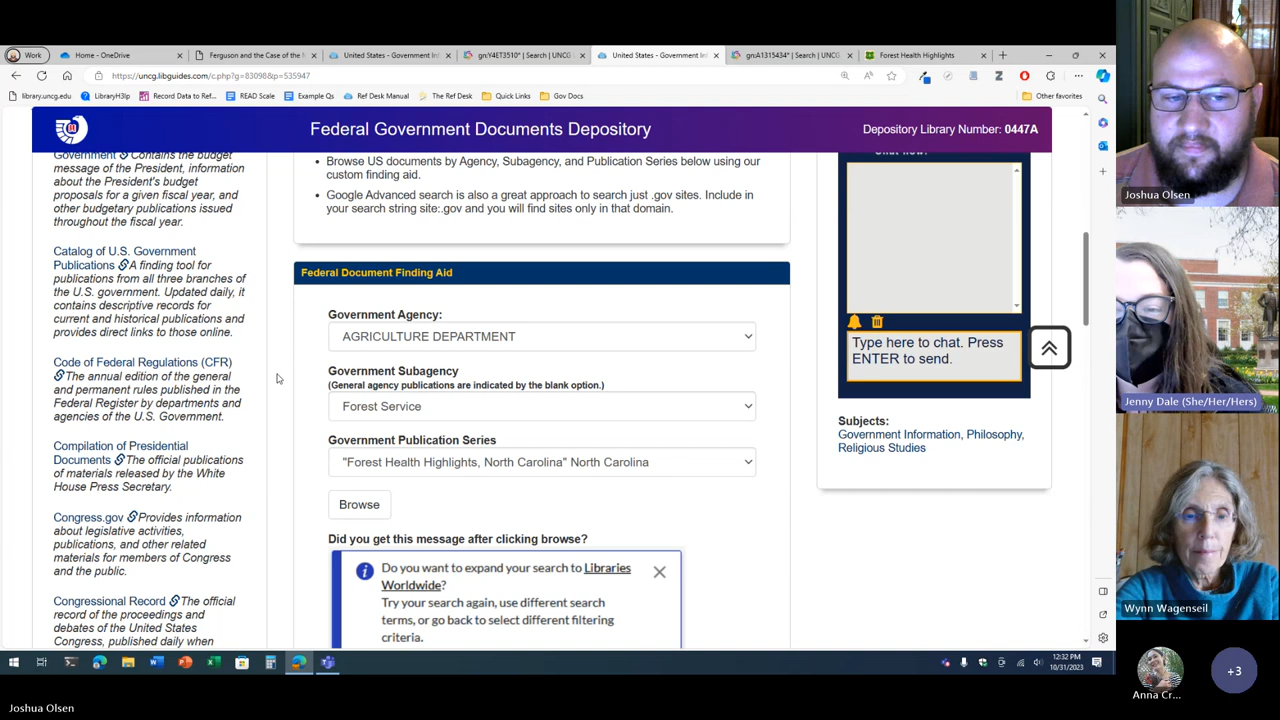 Work
Home - OneDrive
Ferguson and the Case of the
United States - Government In
gn:Y4ET3510* | Search | UNCG
United States - Government In
gn:A1315434* | Search | UNCG
Forest Health Highlights
https://uncg.libguides.com/c.php?g=83098&p=535947
library.uncg.edu
LibraryH3lp
Record Data to Ref...
READ Scale
Example Qs
Ref Desk Manual
The Ref Desk
Quick Links
Gov Docs
Other favorites
Federal Government Documents Depository
Depository Library Number: 0447A
Government Contains the budget
message of the President, information
about the President's budget
proposals for a given fiscal year, and
other budgetary publications issued
throughout the fiscal year.
Catalog of U.S. Government
Publications A finding tool for
publications from all three branches of
the U.S. government. Updated daily, it
contains descriptive records for
current and historical publications and
provides direct links to those online.
Code of Federal Regulations (CFR)
The annual edition of the general
and permanent rules published in the
Federal Register by departments and
agencies of the U.S. Government.
Compilation of Presidential
Documents The official publications
of materials released by the White
House Press Secretary.
Congress.gov Provides information
about legislative activities,
publications, and other related
materials for members of Congress
and the public.
Congressional Record The official
record of the proceedings and
debates of the United States
Congress, published daily when
• Browse US documents by Agency, Subagency, and Publication Series below using our
custom finding aid.
• Google Advanced search is also a great approach to search just .gov sites. Include in
your search string site:.gov and you will find sites only in that domain.
Federal Document Finding Aid
Government Agency:
AGRICULTURE DEPARTMENT
Government Subagency
(General agency publications are indicated by the blank option.)
Forest Service
Government Publication Series
"Forest Health Highlights, North Carolina" North Carolina
Browse
Did you get this message after clicking browse?
Do you want to expand your search to Libraries
Worldwide?
Try your search again, use different search
terms, or go back to select different filtering
criteria.
Type here to chat. Press
ENTER to send.
Subjects:
Government Information, Philosophy,
Religious Studies
12:32 PM
10/31/2023
Joshua Olsen
Jenny Dale (She/Her/Hers)
Wynn Wagenseil
Anna Cr...
+3
Joshua Olsen